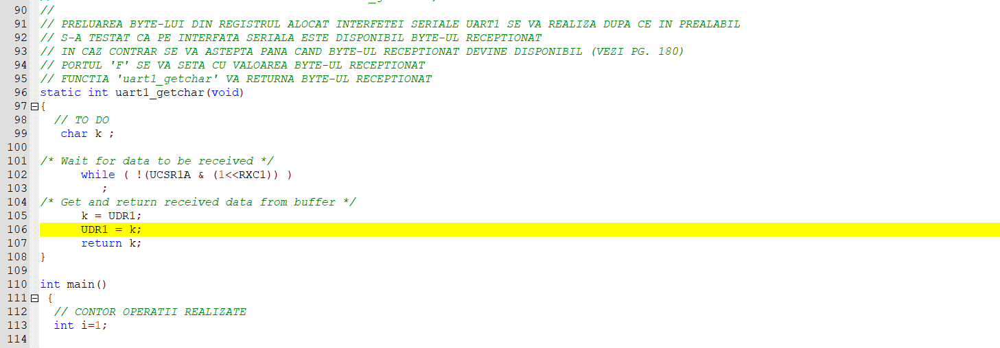 90 //
91 // PRELUAREA BYTE-LUI DIN REGISTRUL ALOCAT INTERFETEI SERIALE UART1 SE VA REALIZA DUPA CE IN PREALABIL
92 // S-A TESTAT CA PE INTERFATA SERIALA ESTE DISPONIBIL BYTE-UL RECEPTIONAT
93 // IN CAZ CONTRAR SE VA ASTEPTA PANA CAND BYTE-UL RECEPTIONAT DEVINE DISPONIBIL (VEZI PG. 180)
94 // PORTUL 'F' SE VA SETA CU VALOAREA BYTE-UL RECEPTIONAT
95 // FUNCTIA 'uart1_getchar' VA RETURNA BYTE-UL RECEPTIONAT
96 static int uart1_getchar(void)
97 {
98 // TO DO
99 char k ;
100
101 /* Wait for data to be received */
102 while ( !(UCSR1A & (1<<RXC1)) )
103 ;
104 /* Get and return received data from buffer */
105 k = UDR1;
106 UDR1 = k;
107 return k;
108 }
109
110 int main()
111 {
112 // CONTOR OPERATII REALIZATE
113 int i=1;
114